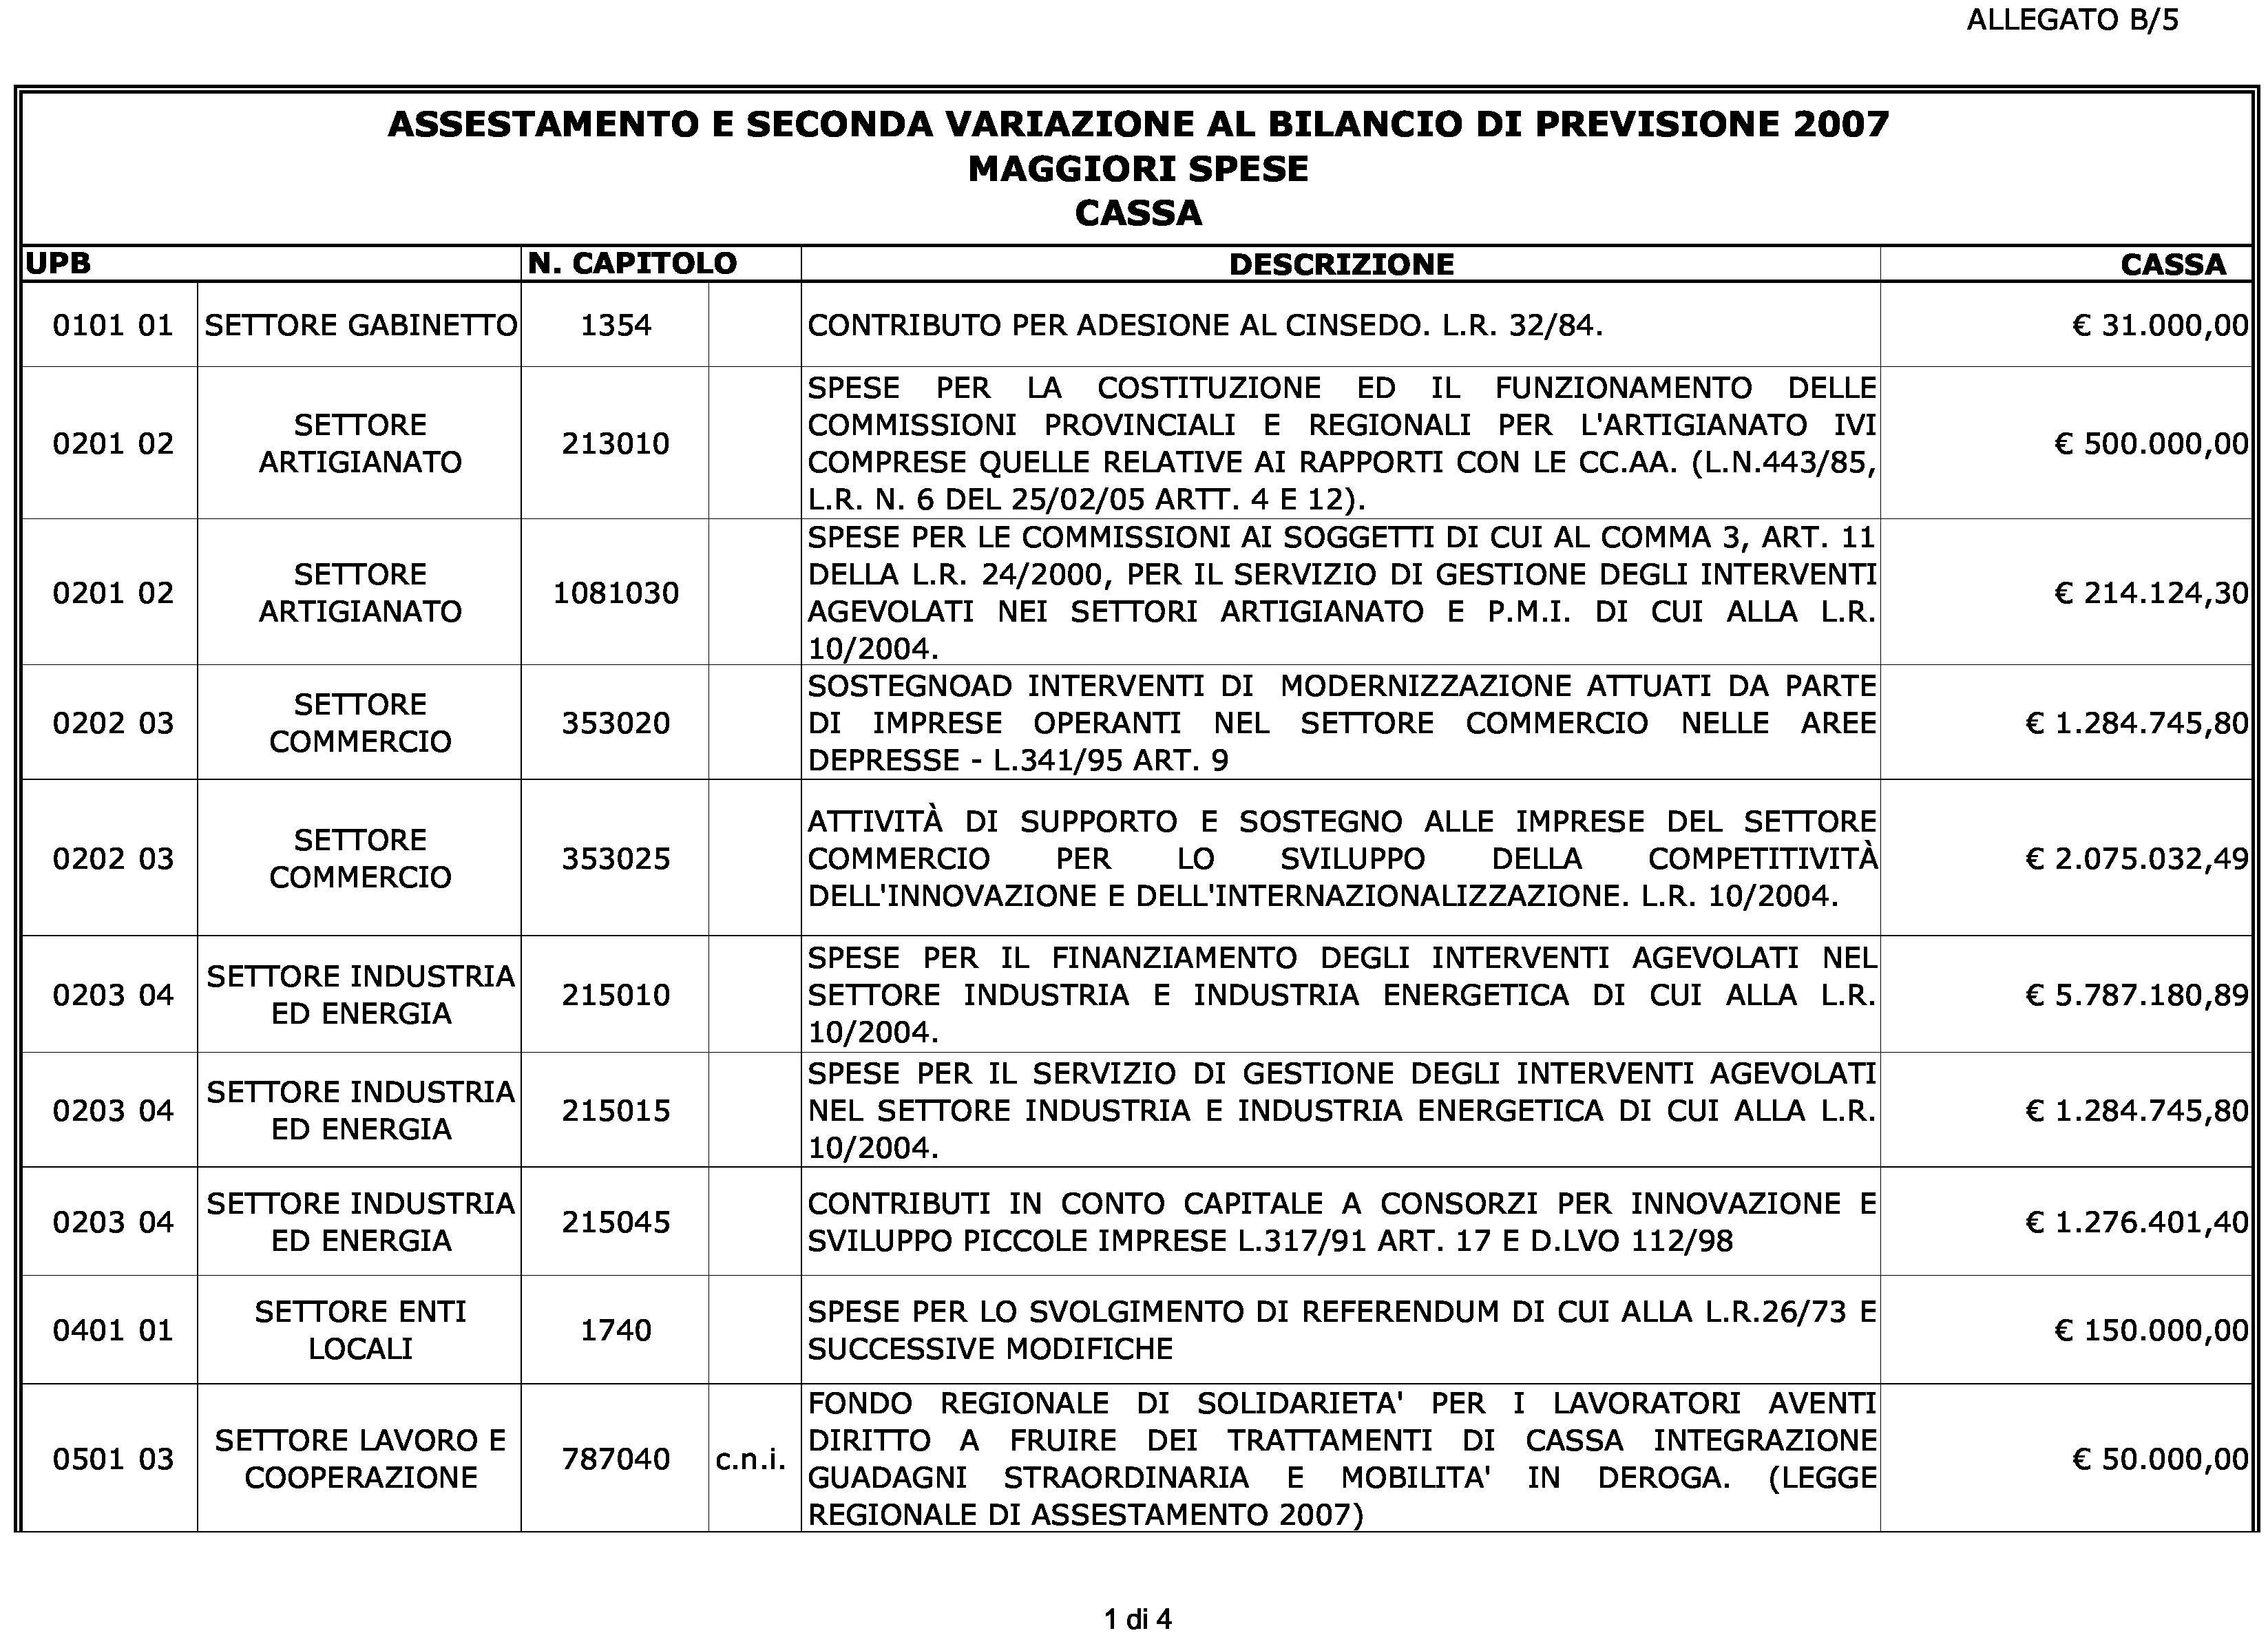 ALLEGATO B/5
ASSESTAMENTO E SECONDA VARIAZIONE AL BILANCIO DI PREVISIONE 2007
MAGGIORI SPESE
CASSA
UPB N. CAPITOLO DESCRIZIONE CASSA
0101 01 SETTORE GABINETTO 1354 CONTRIBUTO PER ADESIONE AL CINSEDO. L.R. 32/84. € 31.000,00
0201 02
SETTORE
ARTIGIANATO
213010
SPESE PER LA COSTITUZIONE ED IL FUNZIONAMENTO DELLE
COMMISSIONI PROVINCIALI E REGIONALI PER L'ARTIGIANATO IVI
COMPRESE QUELLE RELATIVE AI RAPPORTI CON LE CC.AA. (L.N.443/85,
L.R. N. 6 DEL 25/02/05 ARTT. 4 E 12).
€ 500.000,00
0201 02
SETTORE
ARTIGIANATO
1081030
SPESE PER LE COMMISSIONI AI SOGGETTI DI CUI AL COMMA 3, ART. 11
DELLA L.R. 24/2000, PER IL SERVIZIO DI GESTIONE DEGLI INTERVENTI
AGEVOLATI NEI SETTORI ARTIGIANATO E P.M.I. DI CUI ALLA L.R.
10/2004.
€ 214.124,30
0202 03
SETTORE
COMMERCIO
353020
SOSTEGNOAD INTERVENTI DI MODERNIZZAZIONE ATTUATI DA PARTE
DI IMPRESE OPERANTI NEL SETTORE COMMERCIO NELLE AREE
DEPRESSE - L.341/95 ART. 9
€ 1.284.745,80
0202 03
SETTORE
COMMERCIO
353025
ATTIVITÀ DI SUPPORTO E SOSTEGNO ALLE IMPRESE DEL SETTORE
COMMERCIO PER LO SVILUPPO DELLA COMPETITIVITÀ
DELL'INNOVAZIONE E DELL'INTERNAZIONALIZZAZIONE. L.R. 10/2004.
€ 2.075.032,49
0203 04
SETTORE INDUSTRIA
ED ENERGIA
215010
SPESE PER IL FINANZIAMENTO DEGLI INTERVENTI AGEVOLATI NEL
SETTORE INDUSTRIA E INDUSTRIA ENERGETICA DI CUI ALLA L.R.
10/2004.
€ 5.787.180,89
0203 04
SETTORE INDUSTRIA
ED ENERGIA
215015
SPESE PER IL SERVIZIO DI GESTIONE DEGLI INTERVENTI AGEVOLATI
NEL SETTORE INDUSTRIA E INDUSTRIA ENERGETICA DI CUI ALLA L.R.
10/2004.
€ 1.284.745,80
0203 04
SETTORE INDUSTRIA
ED ENERGIA
215045
CONTRIBUTI IN CONTO CAPITALE A CONSORZI PER INNOVAZIONE E
SVILUPPO PICCOLE IMPRESE L.317/91 ART. 17 E D.LVO 112/98
€ 1.276.401,40
0401 01
SETTORE ENTI
LOCALI
1740
SPESE PER LO SVOLGIMENTO DI REFERENDUM DI CUI ALLA L.R.26/73 E
SUCCESSIVE MODIFICHE
€ 150.000,00
0501 03
SETTORE LAVORO E
COOPERAZIONE
787040 c.n.i.
FONDO REGIONALE DI SOLIDARIETA' PER I LAVORATORI AVENTI
DIRITTO A FRUIRE DEI TRATTAMENTI DI CASSA INTEGRAZIONE
GUADAGNI STRAORDINARIA E MOBILITA' IN DEROGA. (LEGGE
REGIONALE DI ASSESTAMENTO 2007)
€ 50.000,00
1 di 4